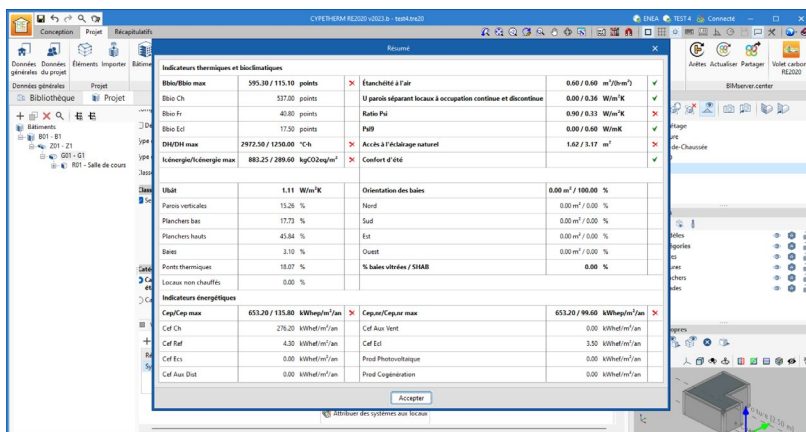 CYPETHERM RE2020 v2023.b - test4.tre20
ENEA TEST 4 Connecté
Conception Projet Récapitulatifs
Données générales
Données du projet
Éléments Importer
Arêtes Actualiser Partager
Volet carbone RE2020
Données générales Projet
BIMserver.center
Bibliothèque Projet
Bâtiments
B01 - B1
Z01 - Z1
G01 - G1
R01 - Salle de cours
Résumé
Indicateurs thermiques et bioclimatiques
Bbio/Bbio max 595.30 / 115.10 points Étanchéité à l'air 0.60 / 0.60 m³/(h·m²)
Bbio Ch 537.00 points U parois séparant locaux à occupation continue et discontinue 0.00 / 0.36 W/m²K
Bbio Fr 40.80 points Ratio Psi 0.90 / 0.33 W/m²K
Bbio Ecl 17.50 points Psi9 0.00 / 0.60 W/mK
DH/DH max 2972.50 / 1250.00 °C·h Accès à l'éclairage naturel 1.62 / 3.17 m²
Icénergie/Icénergie max 883.25 / 289.60 kgCO2eq/m² Confort d'été
Ubât 1.11 W/m²K Orientation des baies 0.00 m² / 100.00 %
Parois verticales 15.26 % Nord 0.00 m² / 0.00 %
Planchers bas 17.73 % Sud 0.00 m² / 0.00 %
Planchers hauts 45.84 % Est 0.00 m² / 0.00 %
Baies 3.10 % Ouest 0.00 m² / 0.00 %
Ponts thermiques 18.07 % % baies vitrées / SHAB 0.00 %
Locaux non chauffés 0.00 %
Indicateurs énergétiques
Cep/Cep max 653.20 / 135.80 kWhep/m²/an Cep,nr/Cep,nr max 653.20 / 99.60 kWhep/m²/an
Cef Ch 276.20 kWhef/m²/an Cef Aux Vent 0.00 kWhef/m²/an
Cef Ref 4.30 kWhef/m²/an Cef Ecl 3.50 kWhef/m²/an
Cef Ecs 0.00 kWhef/m²/an Prod Photovoltaïque 0.00 kWhef/m²/an
Cef Aux Dist 0.00 kWhef/m²/an Prod Cogénération 0.00 kWhef/m²/an
Accepter
Attribuer des systèmes aux locaux